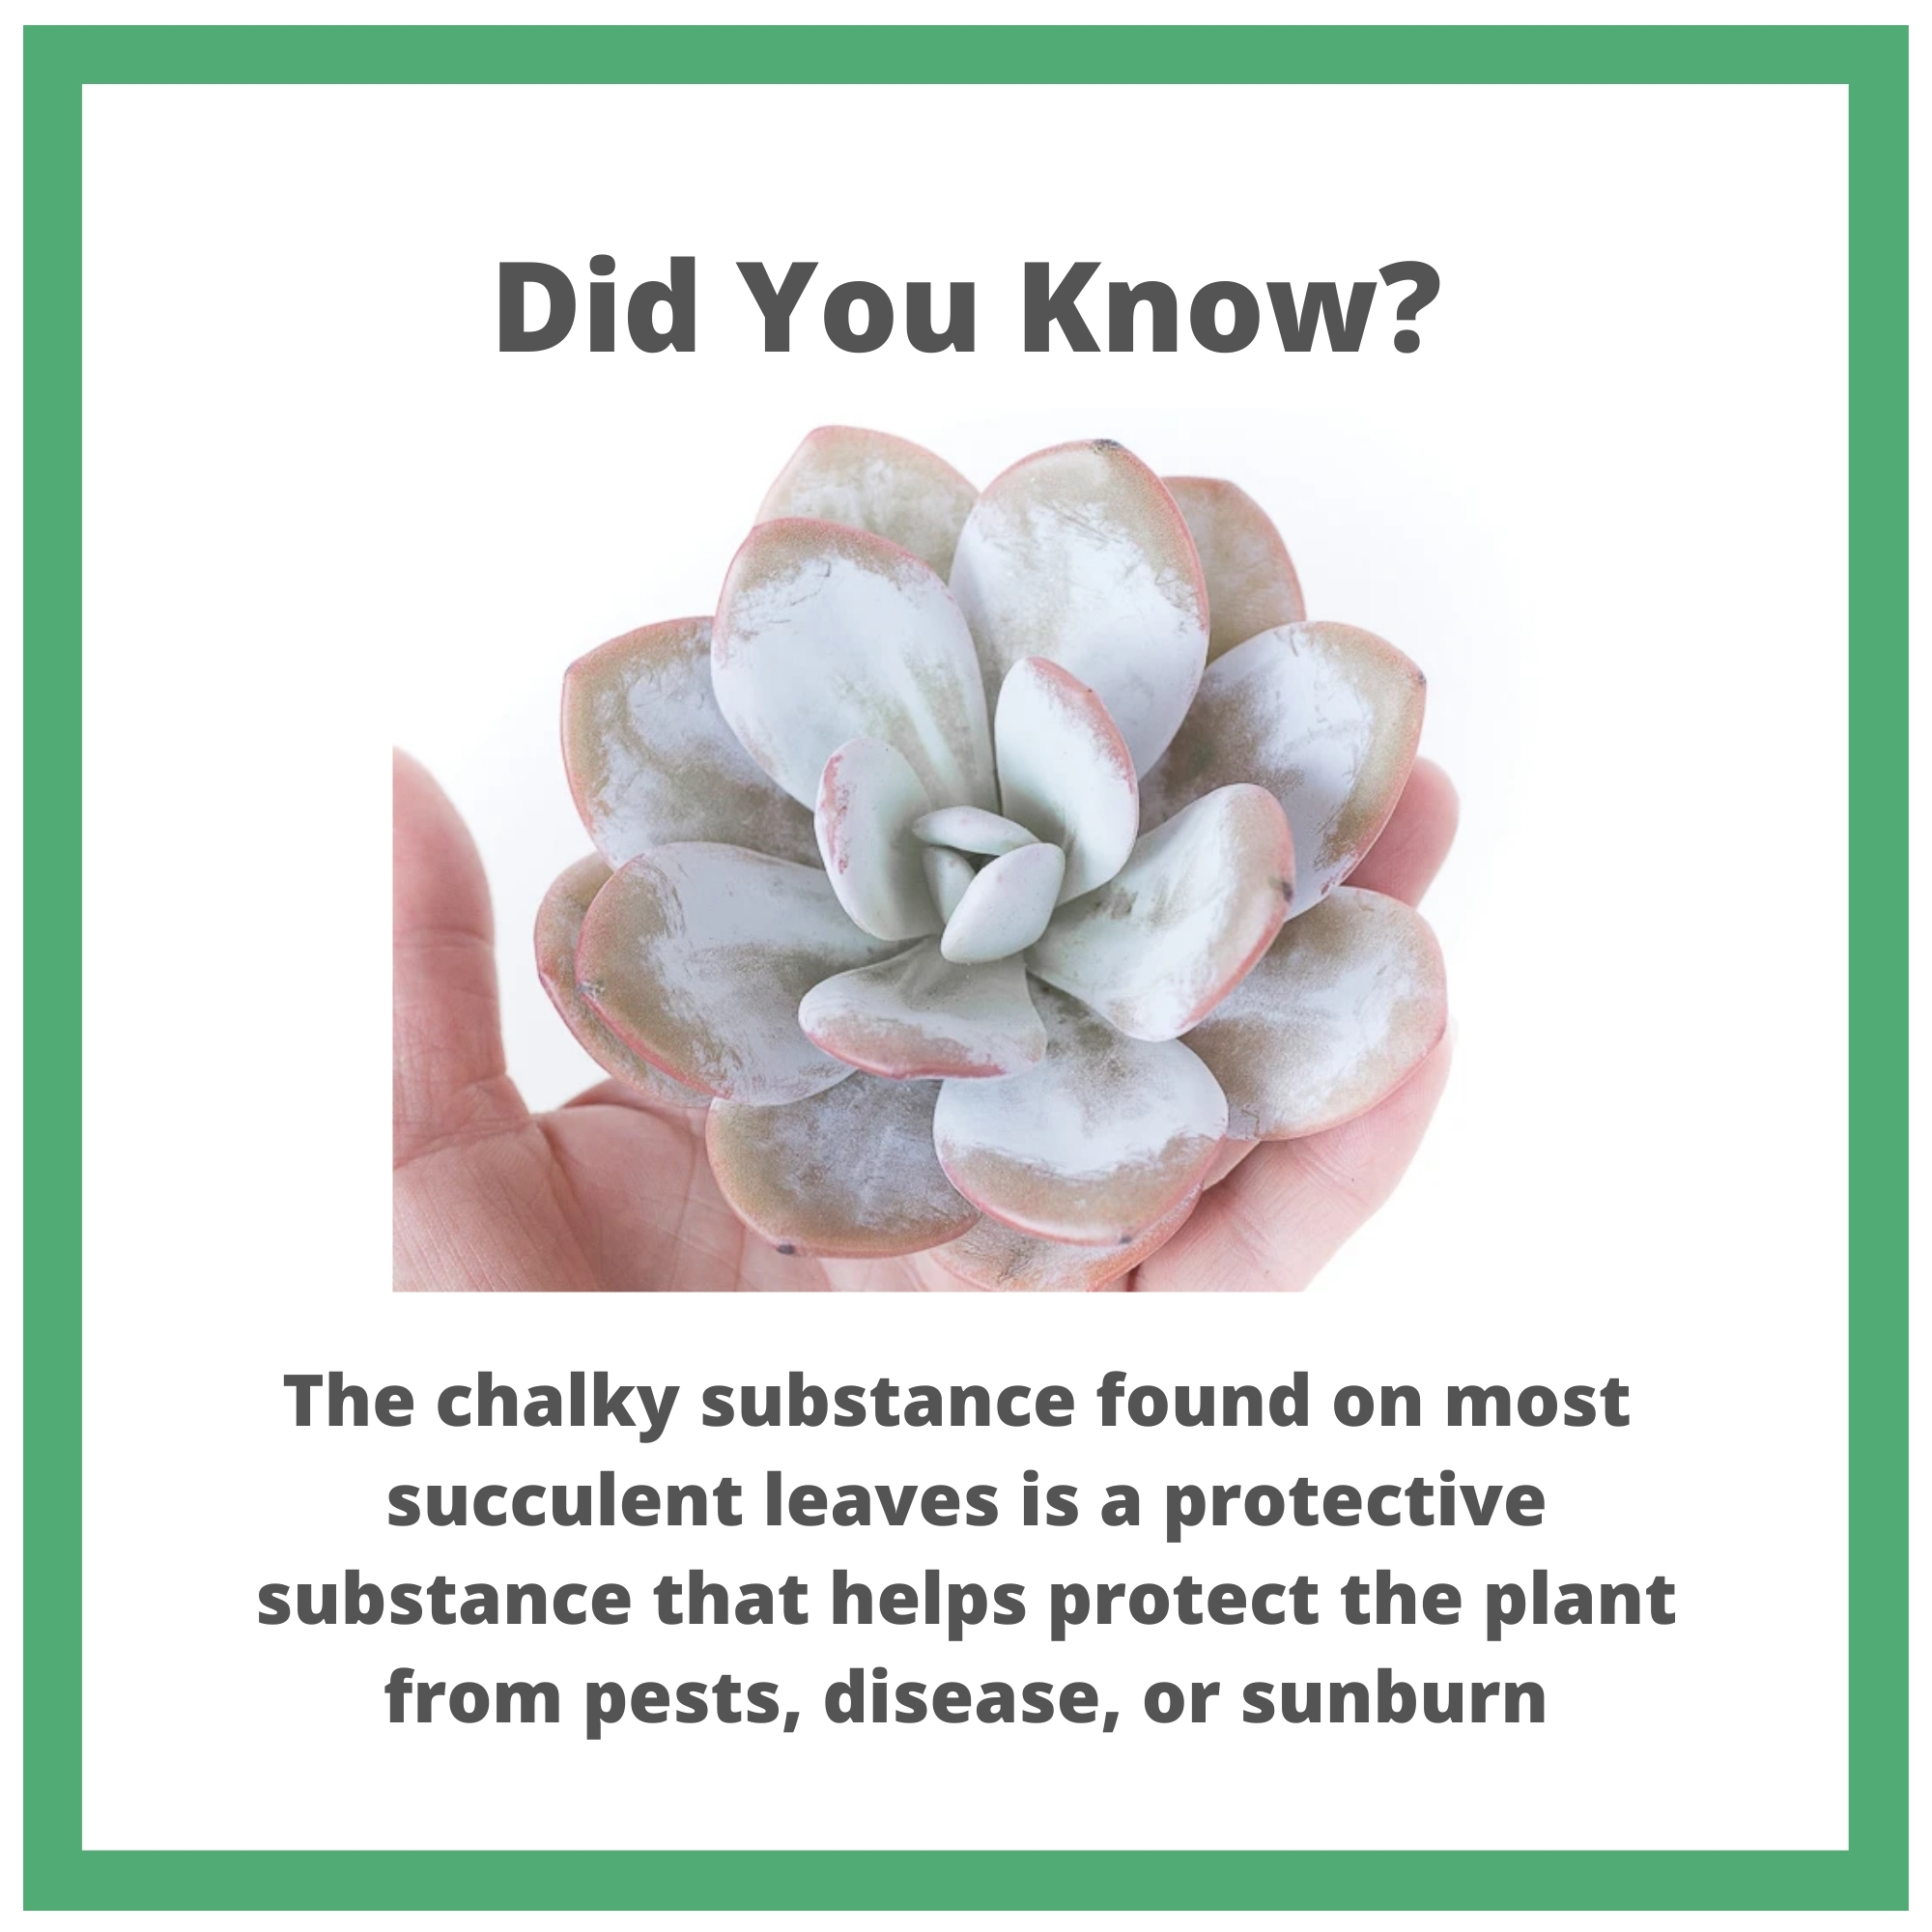 Did You Know?
The chalky substance found on most
succulent leaves is a protective
substance that helps protect the plant
from pests, disease, or sunburn